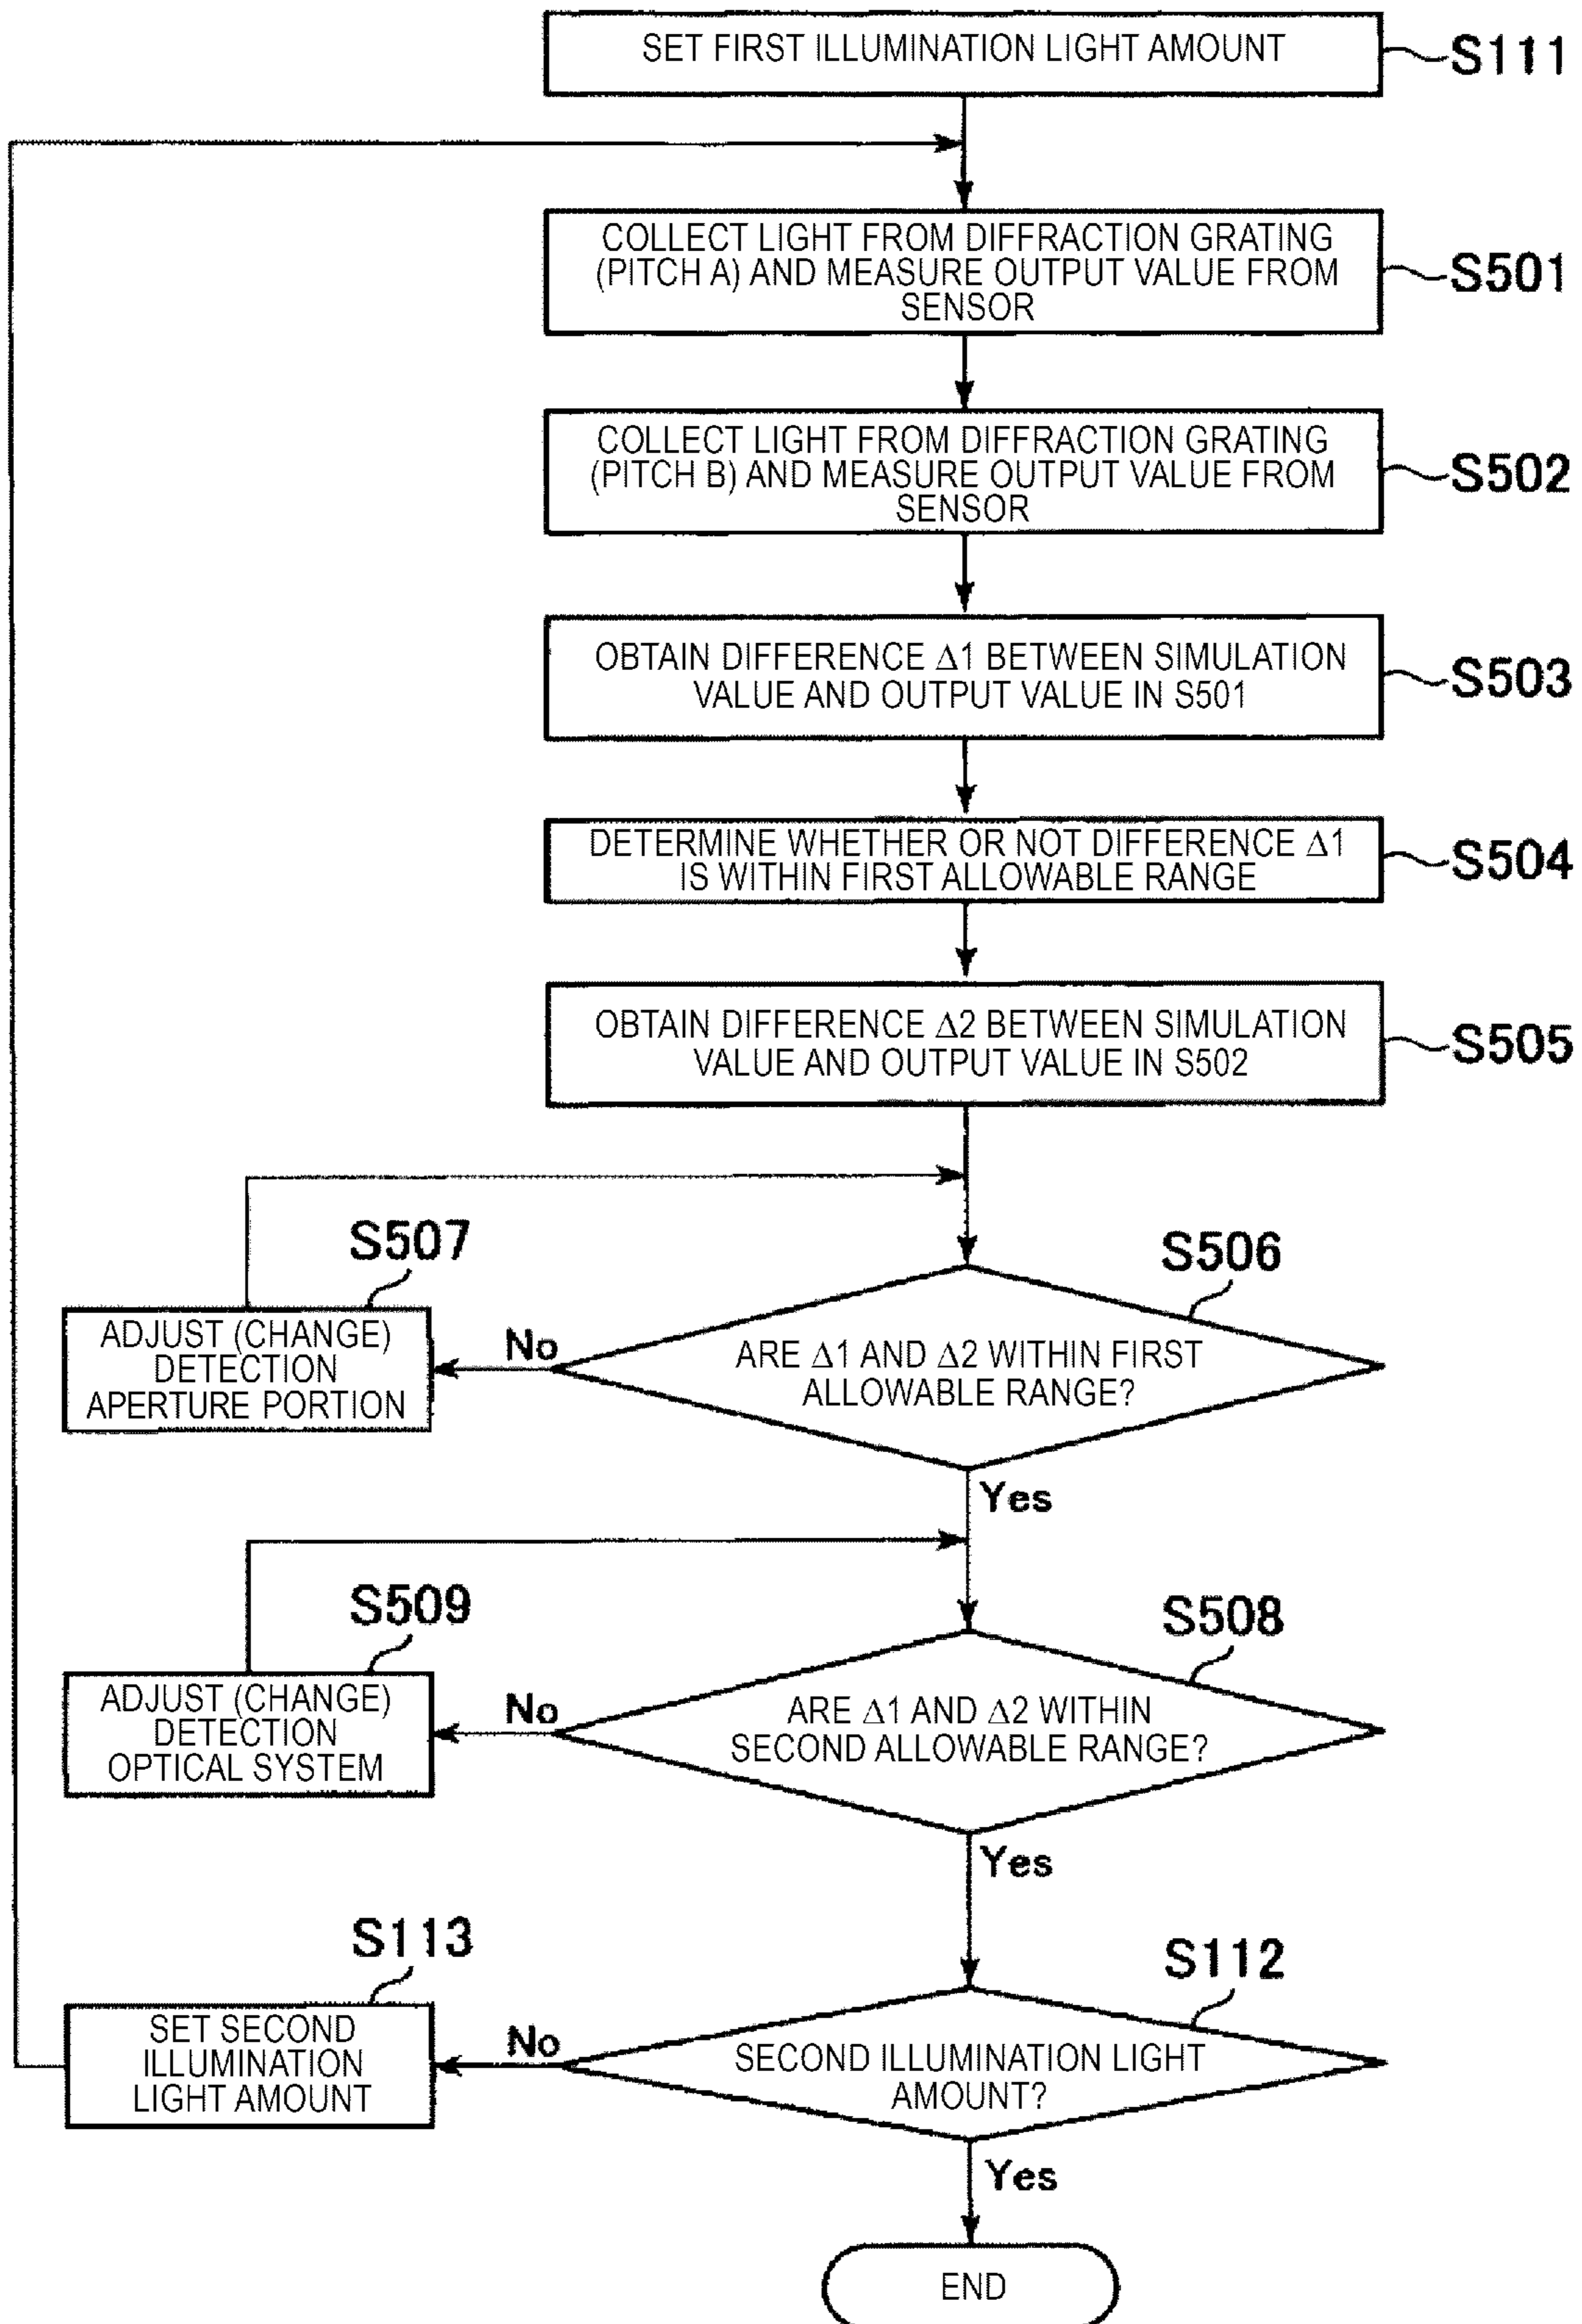 SET FIRST ILLUMINATION LIGHT AMOUNT
S111
COLLECT LIGHT FROM DIFFRACTION GRATING
(PITCH A) AND MEASURE OUTPUT VALUE FROM
SENSOR
S501
COLLECT LIGHT FROM DIFFRACTION GRATING
(PITCH B) AND MEASURE OUTPUT VALUE FROM
SENSOR
S502
OBTAIN DIFFERENCE Δ1 BETWEEN SIMULATION
VALUE AND OUTPUT VALUE IN S501
S503
DETERMINE WHETHER OR NOT DIFFERENCE Δ1
IS WITHIN FIRST ALLOWABLE RANGE
S504
OBTAIN DIFFERENCE Δ2 BETWEEN SIMULATION
VALUE AND OUTPUT VALUE IN S502
S505
S507
ADJUST (CHANGE)
DETECTION
APERTURE PORTION
No
S506
ARE Δ1 AND Δ2 WITHIN FIRST
ALLOWABLE RANGE?
Yes
S509
ADJUST (CHANGE)
DETECTION
OPTICAL SYSTEM
No
S508
ARE Δ1 AND Δ2 WITHIN
SECOND ALLOWABLE RANGE?
Yes
S113
SET SECOND
ILLUMINATION
LIGHT AMOUNT
No
S112
SECOND ILLUMINATION LIGHT
AMOUNT?
Yes
END